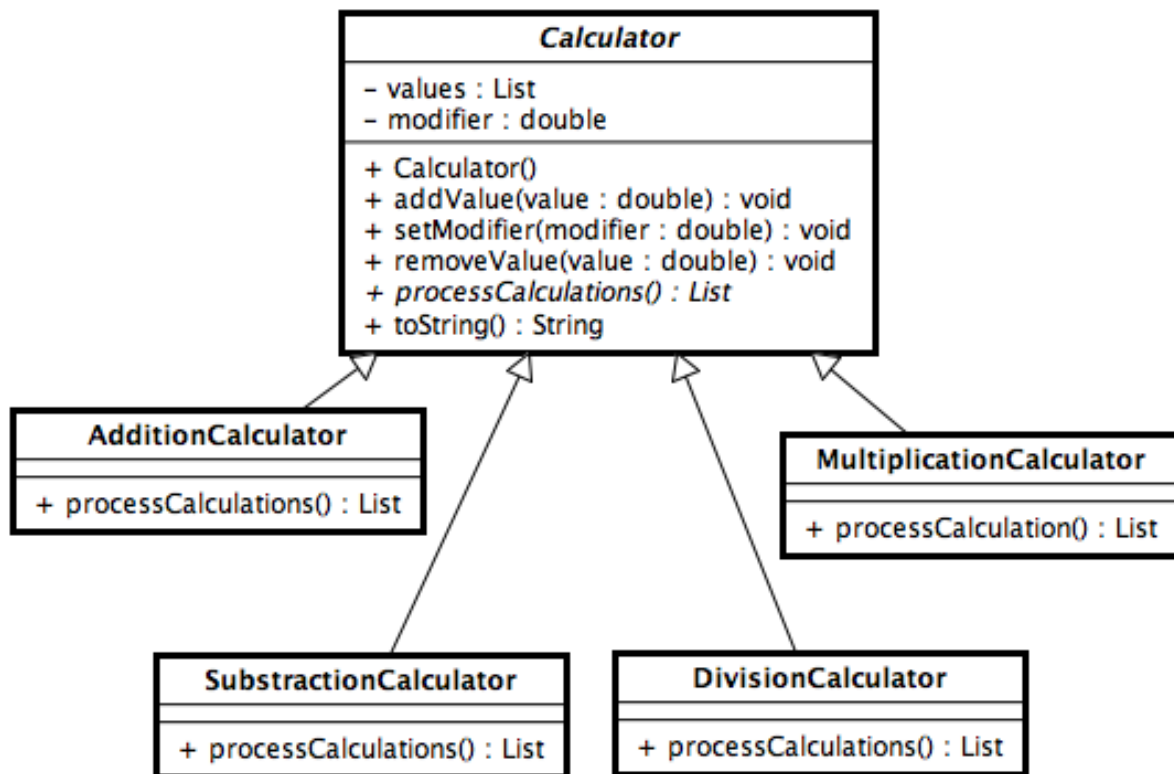 Calculator
– values : List
– modifier : double
+ Calculator()
+ addValue(value : double) : void
+ setModifier(modifier : double) : void
+ removeValue(value : double) : void
+ processCalculations() : List
+ toString() : String
AdditionCalculator
+ processCalculations() : List
MultiplicationCalculator
+ processCalculation() : List
SubstractionCalculator
+ processCalculations() : List
DivisionCalculator
+ processCalculations() : List